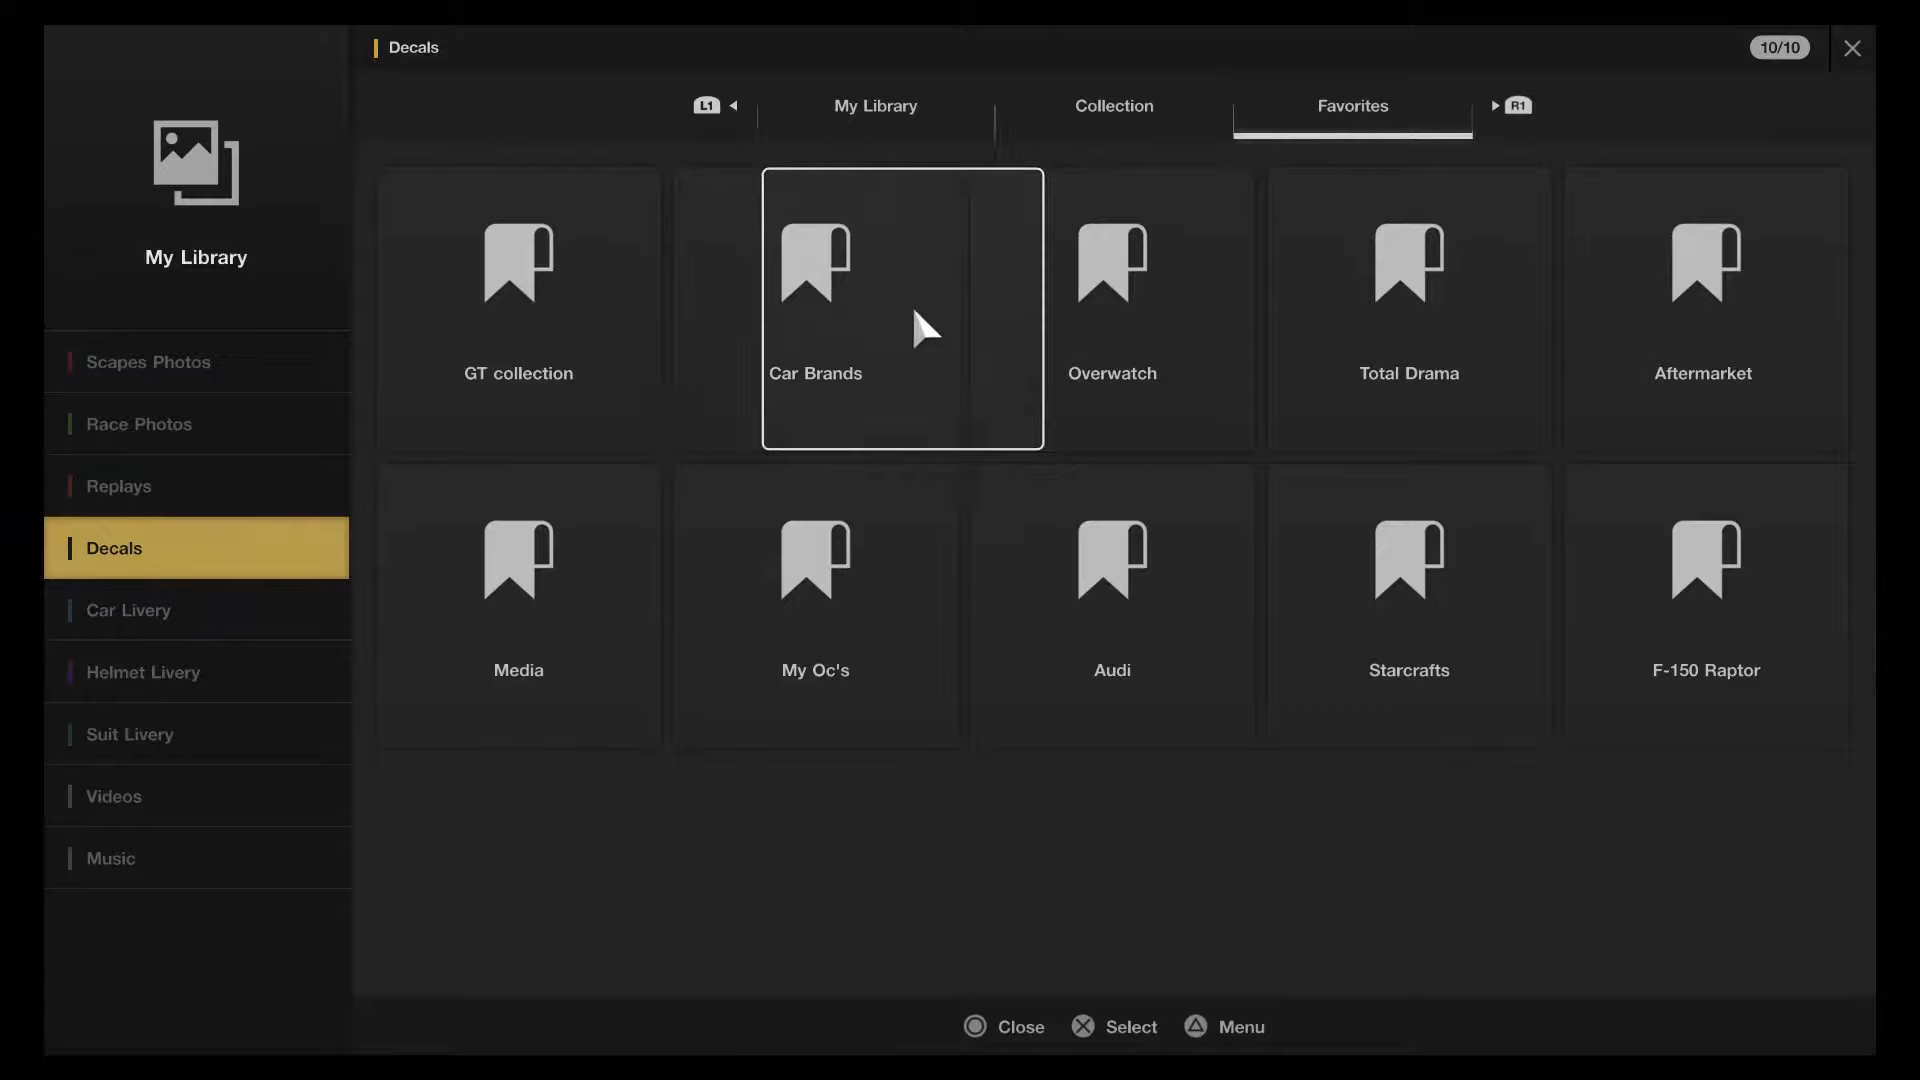 Decals
10/10
L1
My Library
Collection
Favorites
R1
My Library
Scapes Photos
Race Photos
Replays
Decals
Car Livery
Helmet Livery
Suit Livery
Videos
Music
GT collection
Car Brands
Overwatch
Total Drama
Aftermarket
Media
My Oc's
Audi
Starcrafts
F-150 Raptor
Close
Select
Menu